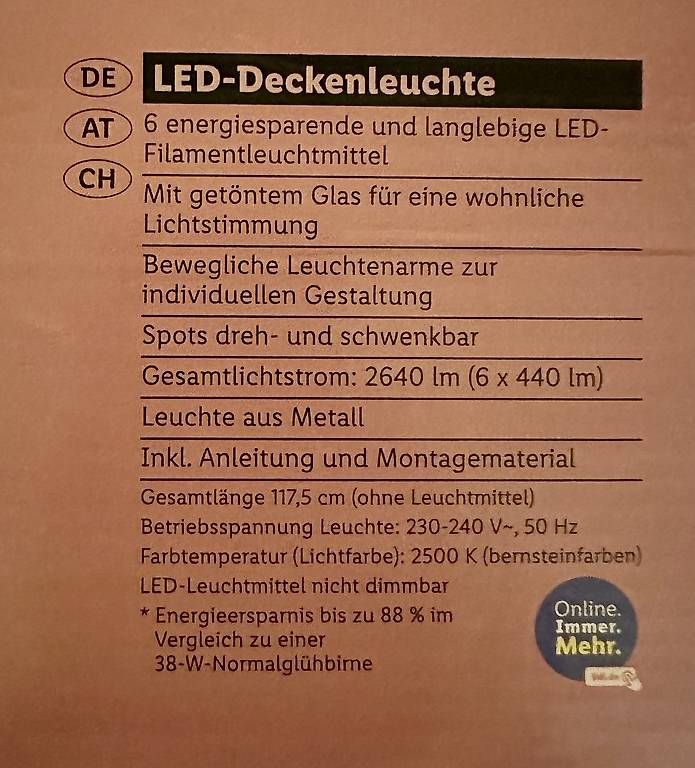 DE
LED-Deckenleuchte
AT
6 energiesparende und langlebige LED-
Filamentleuchtmittel
CH
Mit getöntem Glas für eine wohnliche
Lichtstimmung
Bewegliche Leuchtenarme zur
individuellen Gestaltung
Spots dreh- und schwenkbar
Gesamtlichtstrom: 2640 lm (6 x 440 lm)
Leuchte aus Metall
Inkl. Anleitung und Montagematerial
Gesamtlänge 117,5 cm (ohne Leuchtmittel)
Betriebsspannung Leuchte: 230-240 V~, 50 Hz
Farbtemperatur (Lichtfarbe): 2500 K (bernsteinfarben)
LED-Leuchtmittel nicht dimmbar
* Energieersparnis bis zu 88 % im
Vergleich zu einer
38-W-Normalglühbirne
Online.
Immer.
Mehr.